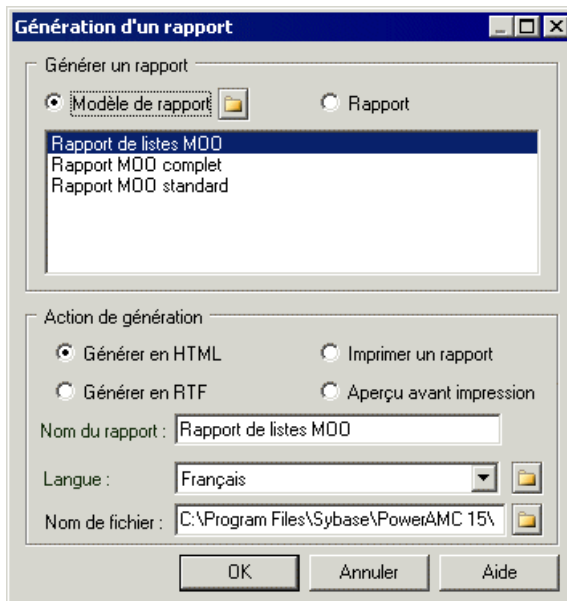 Génération d'un rapport
Générer un rapport
Modèle de rapport Rapport
Rapport de listes MOO
Rapport MOO complet
Rapport MOO standard
Action de génération
Générer en HTML Imprimer un rapport
Générer en RTF Aperçu avant impression
Nom du rapport : Rapport de listes MOO
Langue : Français
Nom de fichier : C:\Program Files\Sybase\PowerAMC 15\
OK Annuler Aide